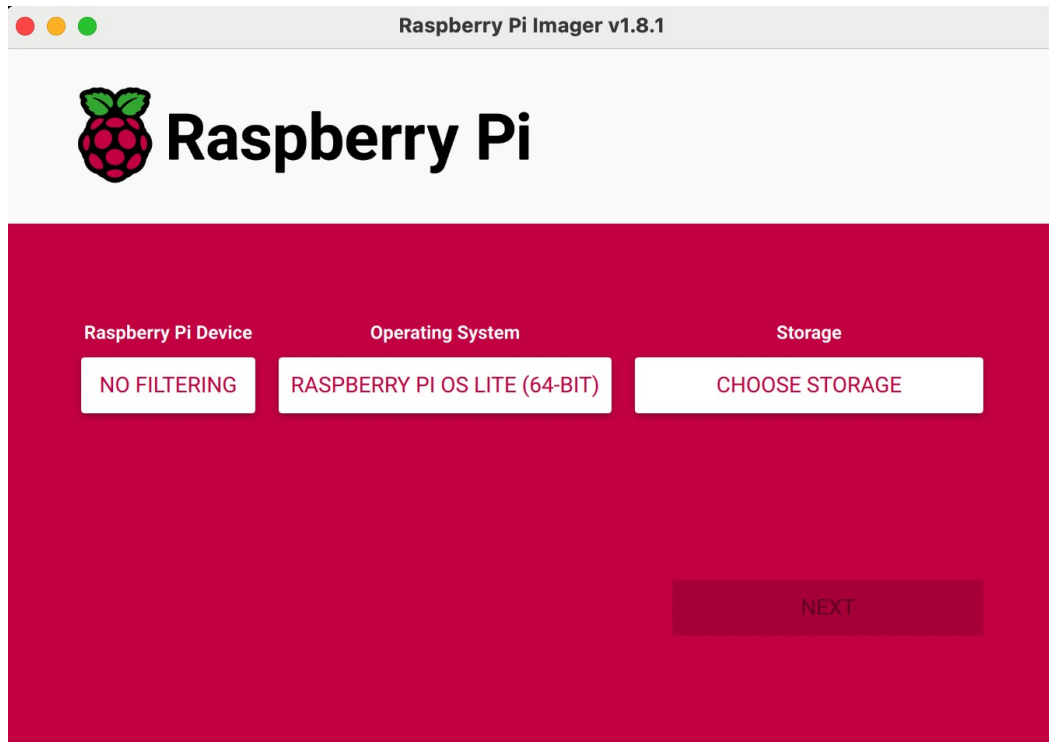 Raspberry Pi Imager v1.8.1
Raspberry Pi
Raspberry Pi Device
Operating System
Storage
NO FILTERING
RASPBERRY PI OS LITE (64-BIT)
CHOOSE STORAGE
NEXT